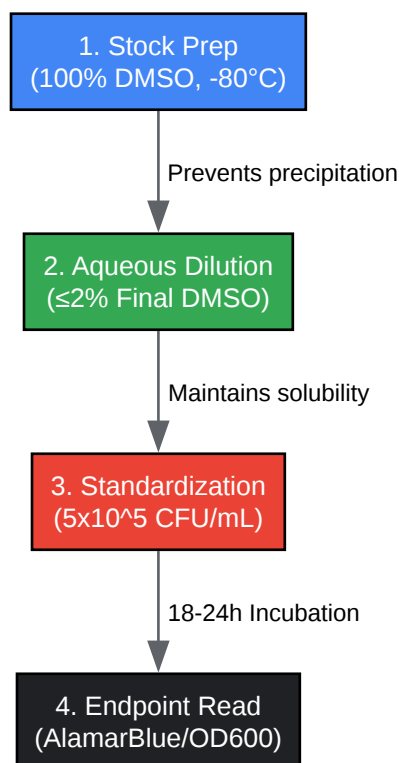 1. Stock Prep
(100% DMSO, -80°C)
Prevents precipitation
2. Aqueous Dilution
(≤2% Final DMSO)
Maintains solubility
3. Standardization
(5x10^5 CFU/mL)
18-24h Incubation
4. Endpoint Read
(AlamarBlue/OD600)